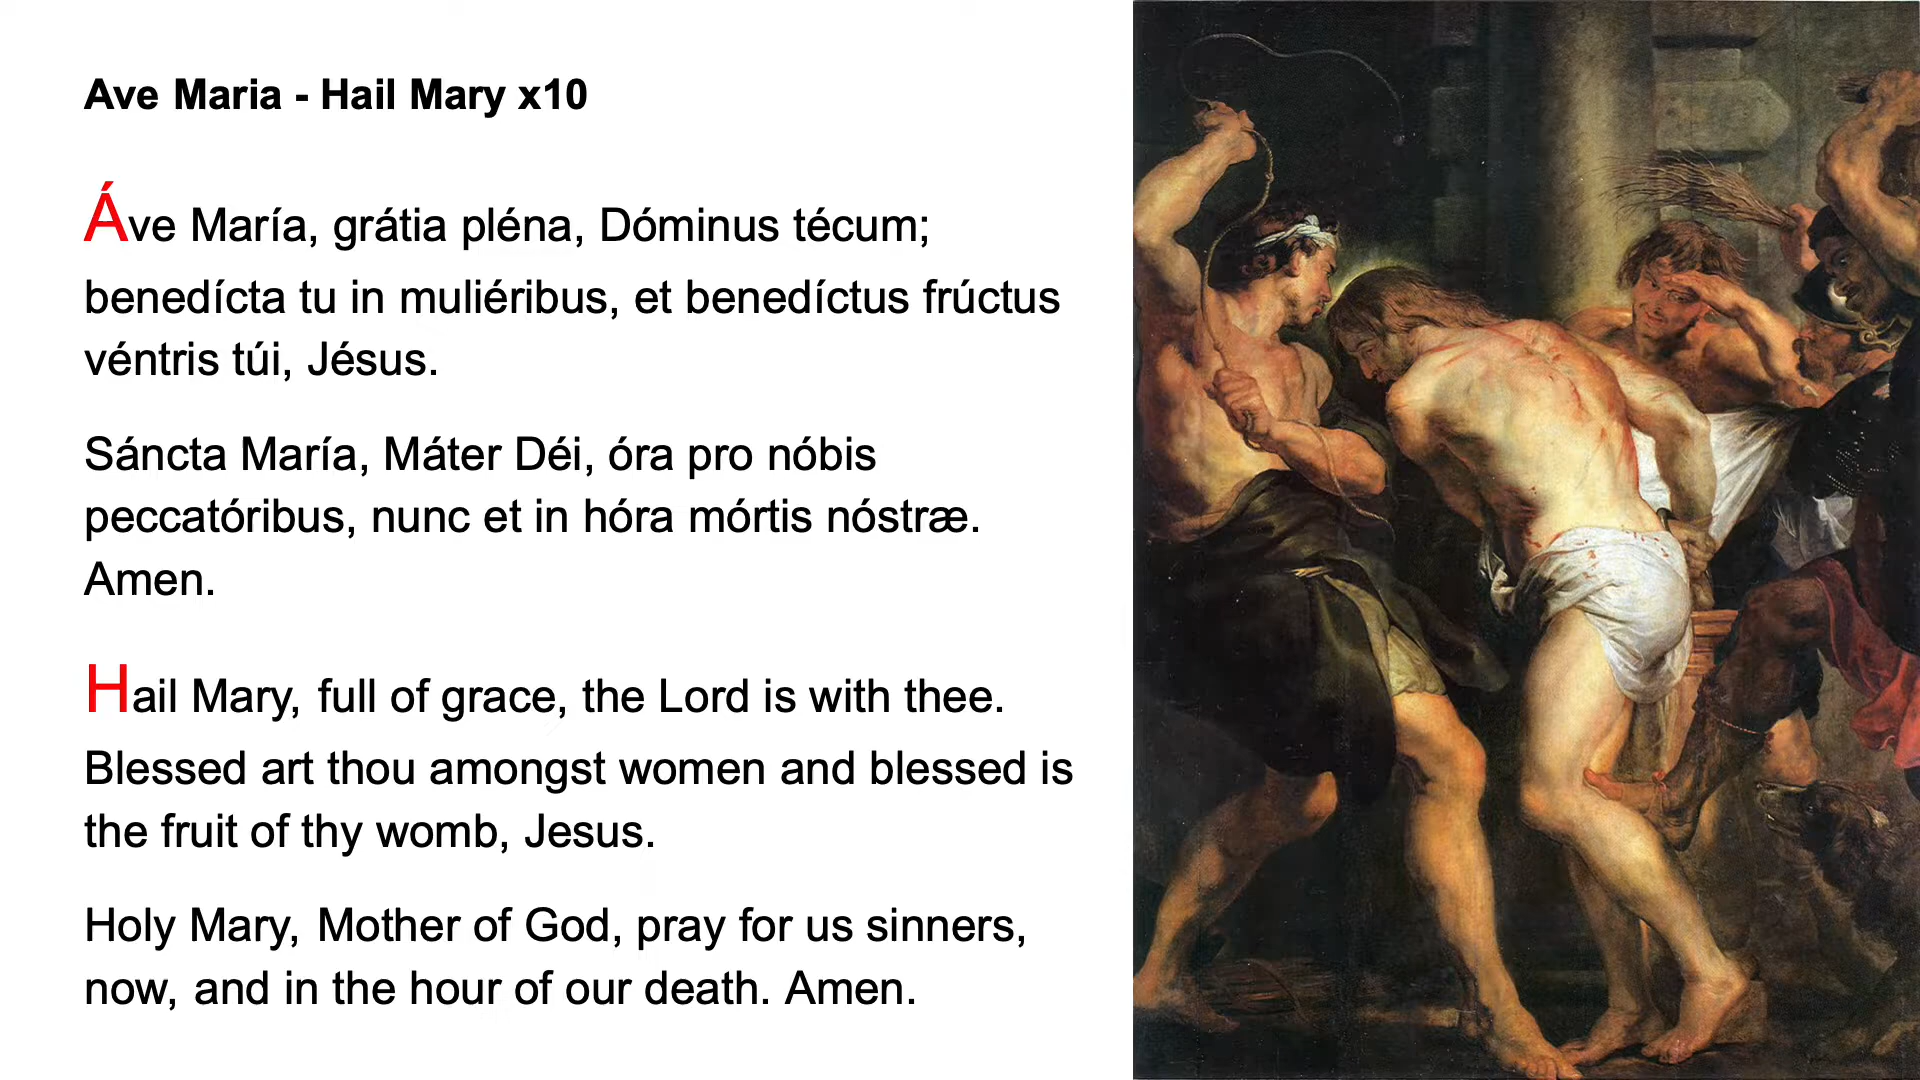 Ave Maria - Hail Mary x10
Áve María, grátia pléna, Dóminus técum;
benedícta tu in muliéribus, et benedíctus frúctus
véntris túi, Jésus.
Sáncta María, Máter Déi, óra pro nóbis
peccatóribus, nunc et in hóra mórtis nóstræ.
Amen.
Hail Mary, full of grace, the Lord is with thee.
Blessed art thou amongst women and blessed is
the fruit of thy womb, Jesus.
Holy Mary, Mother of God, pray for us sinners,
now, and in the hour of our death. Amen.